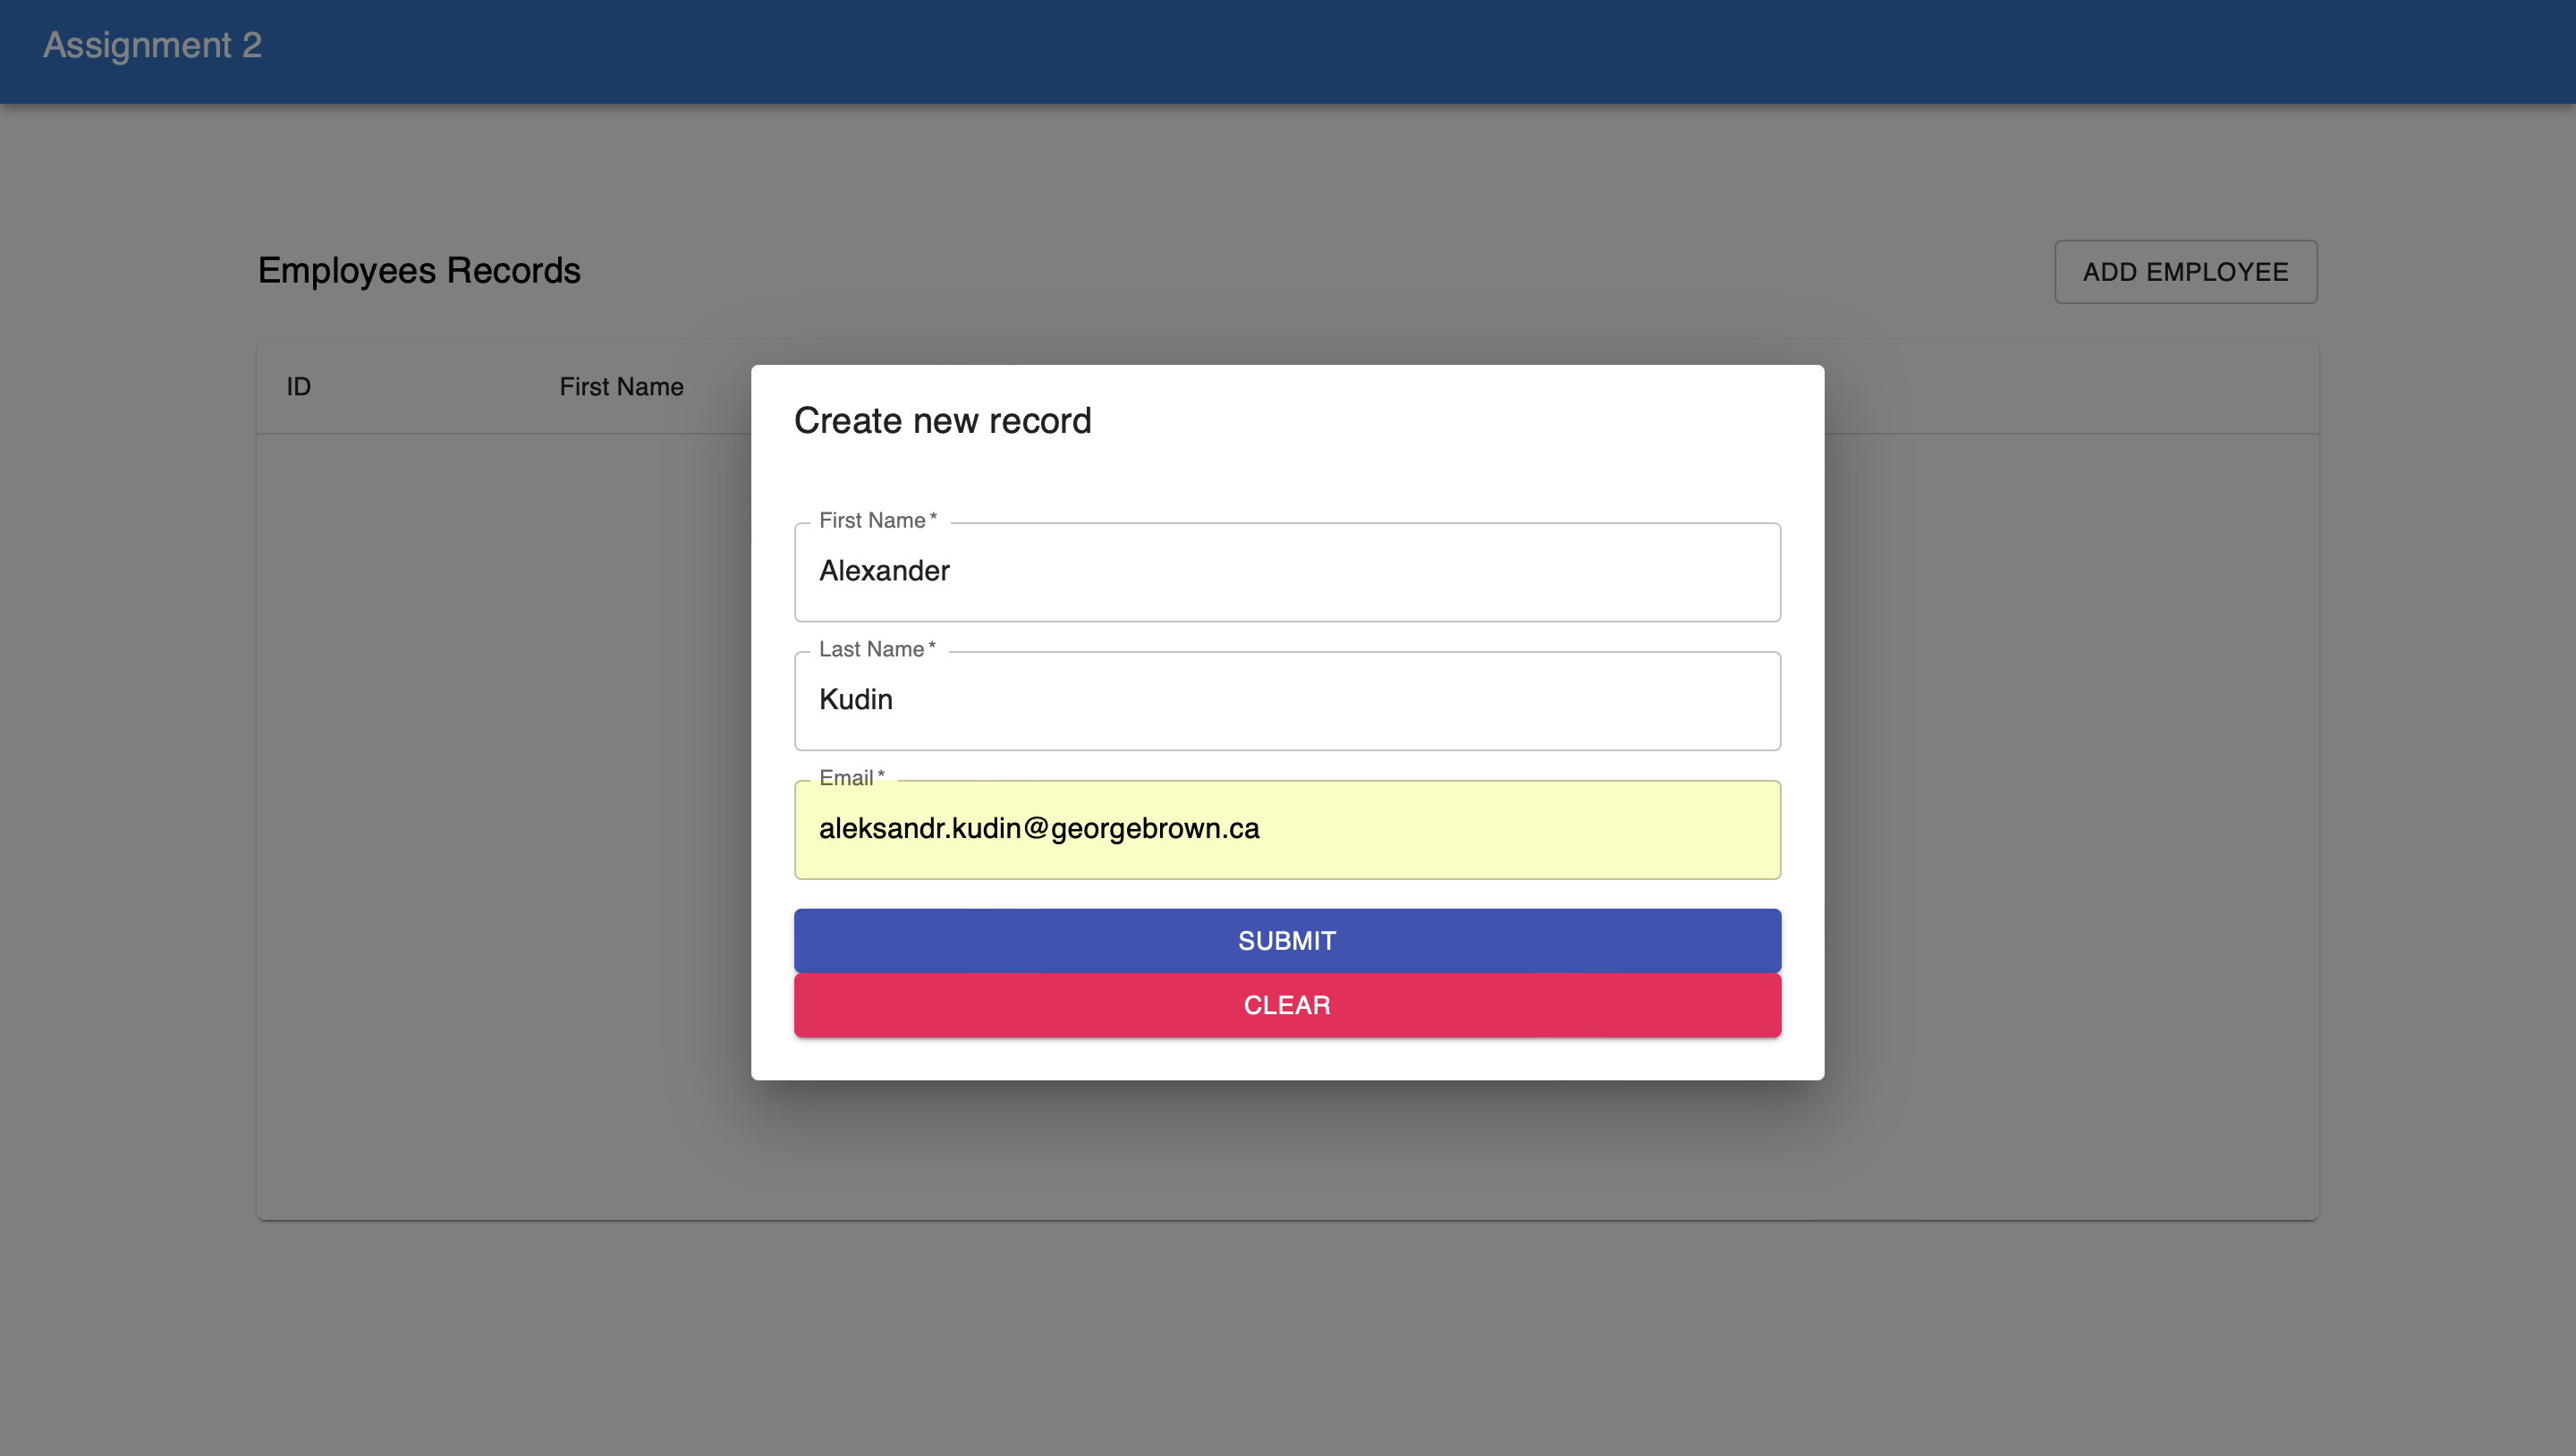 Assignment 2
Employees Records
ADD EMPLOYEE
ID
First Name
Create new record
First Name *
Alexander
Last Name *
Kudin
Email *
aleksandr.kudin@georgebrown.ca
SUBMIT
CLEAR